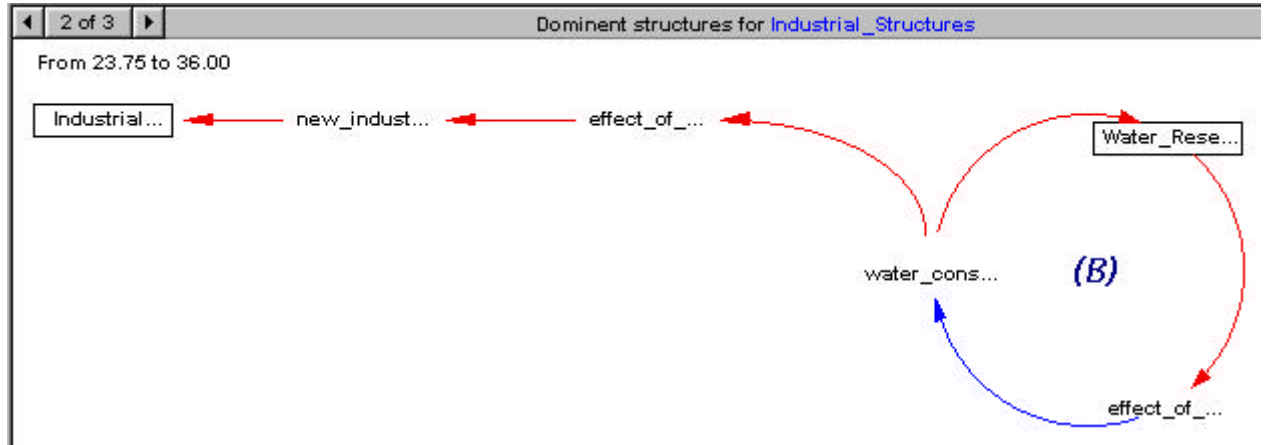 2 of 3
Dominent structures for Industrial_Structures
From 23.75 to 36.00
Industrial...
new_indust...
effect_of_...
Water_Rese...
water_cons...
(B)
effect_of_...